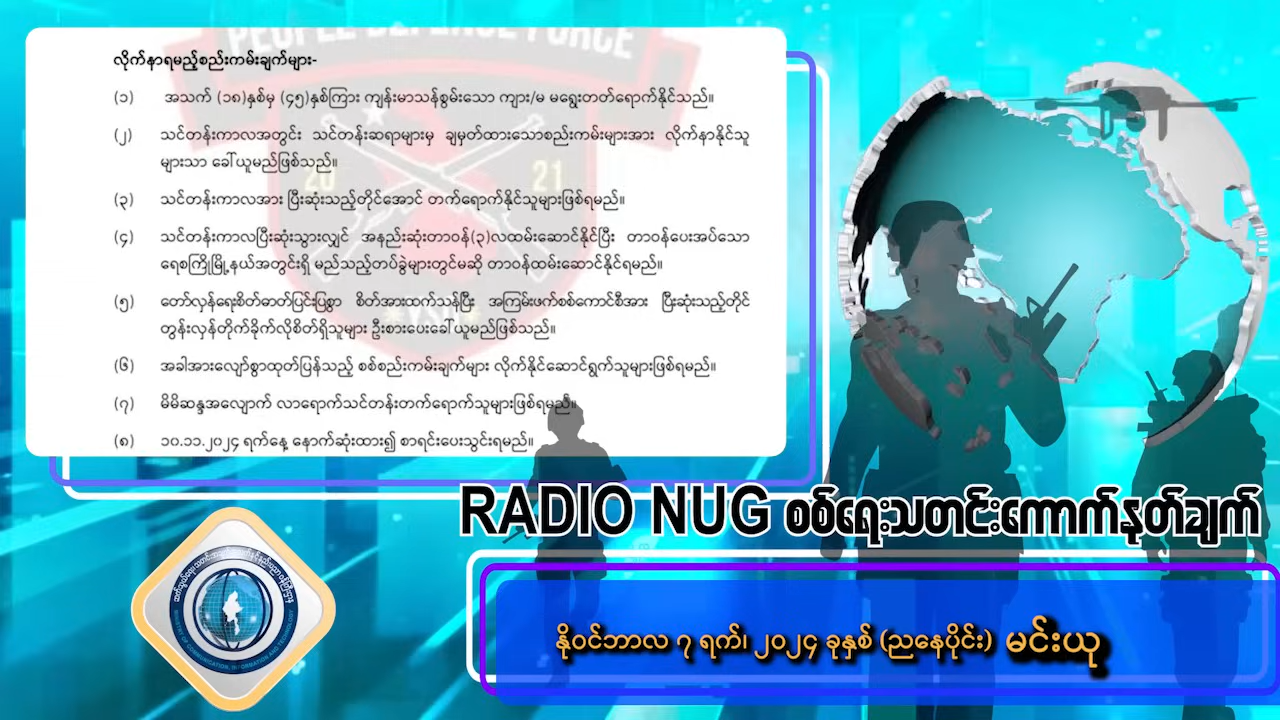 PEOPLE DEFENSE FORCE
လိုက်နာရမည့်စည်းကမ်းချက်များ-
(၁) အသက် (၁၈)နှစ်မှ (၄၅)နှစ်ကြား ကျန်းမာသန်စွမ်းသော ကျား/မ မရွေးတတ်ရောက်နိုင်သည်။
(၂) သင်တန်းကာလအတွင်း သင်တန်းဆရာများမှ ချမှတ်ထားသောစည်းကမ်းများအား လိုက်နာနိုင်သူ
များသာ ခေါ်ယူမည်ဖြစ်သည်။
20 21
(၃) သင်တန်းကာလအား ပြီးဆုံးသည့်တိုင်အောင် တက်ရောက်နိုင်သူများဖြစ်ရမည်။
(၄) သင်တန်းကာလပြီးဆုံးသွားလျှင် အနည်းဆုံးတာဝန်(၃)လထမ်းဆောင်နိုင်ပြီး တာဝန်ပေးအပ်သော
ရေစကြိုမြို့နယ်အတွင်းရှိ မည်သည့်တပ်ခွဲများတွင်မဆို တာဝန်ထမ်းဆောင်နိုင်ရမည်။
(၅) တော်လှန်ရေးစိတ်ဓာတ်ပြင်းပြစွာ စိတ်အားထက်သန်ပြီး အကြမ်းဖက်စစ်ကောင်စီအား ပြီးဆုံးသည့်တိုင်
တွန်းလှန်တိုက်ခိုက်လိုစိတ်ရှိသူများ ဦးစားပေးခေါ်ယူမည်ဖြစ်သည်။
(၆) အခါအားလျော်စွာထုတ်ပြန်သည့် စစ်စည်းကမ်းချက်များ လိုက်နိုင်ဆောင်ရွက်သူများဖြစ်ရမည်။
(၇) မိမိဆန္ဒအလျောက် လာရောက်သင်တန်းတက်ရောက်သူများဖြစ်ရမည်။
(၈) ၁၀.၁၁.၂၀၂၄ ရက်နေ့ နောက်ဆုံးထား၍ စာရင်းပေးသွင်းရမည်။
RADIO NUG စစ်ရေးသတင်းကောက်နုတ်ချက်
နိုဝင်ဘာလ ၇ ရက်၊ ၂၀၂၄ ခုနှစ် (ညနေပိုင်း) မင်းယု
MINISTRY OF COMMUNICATION, INFORMATION AND TECHNOLOGY